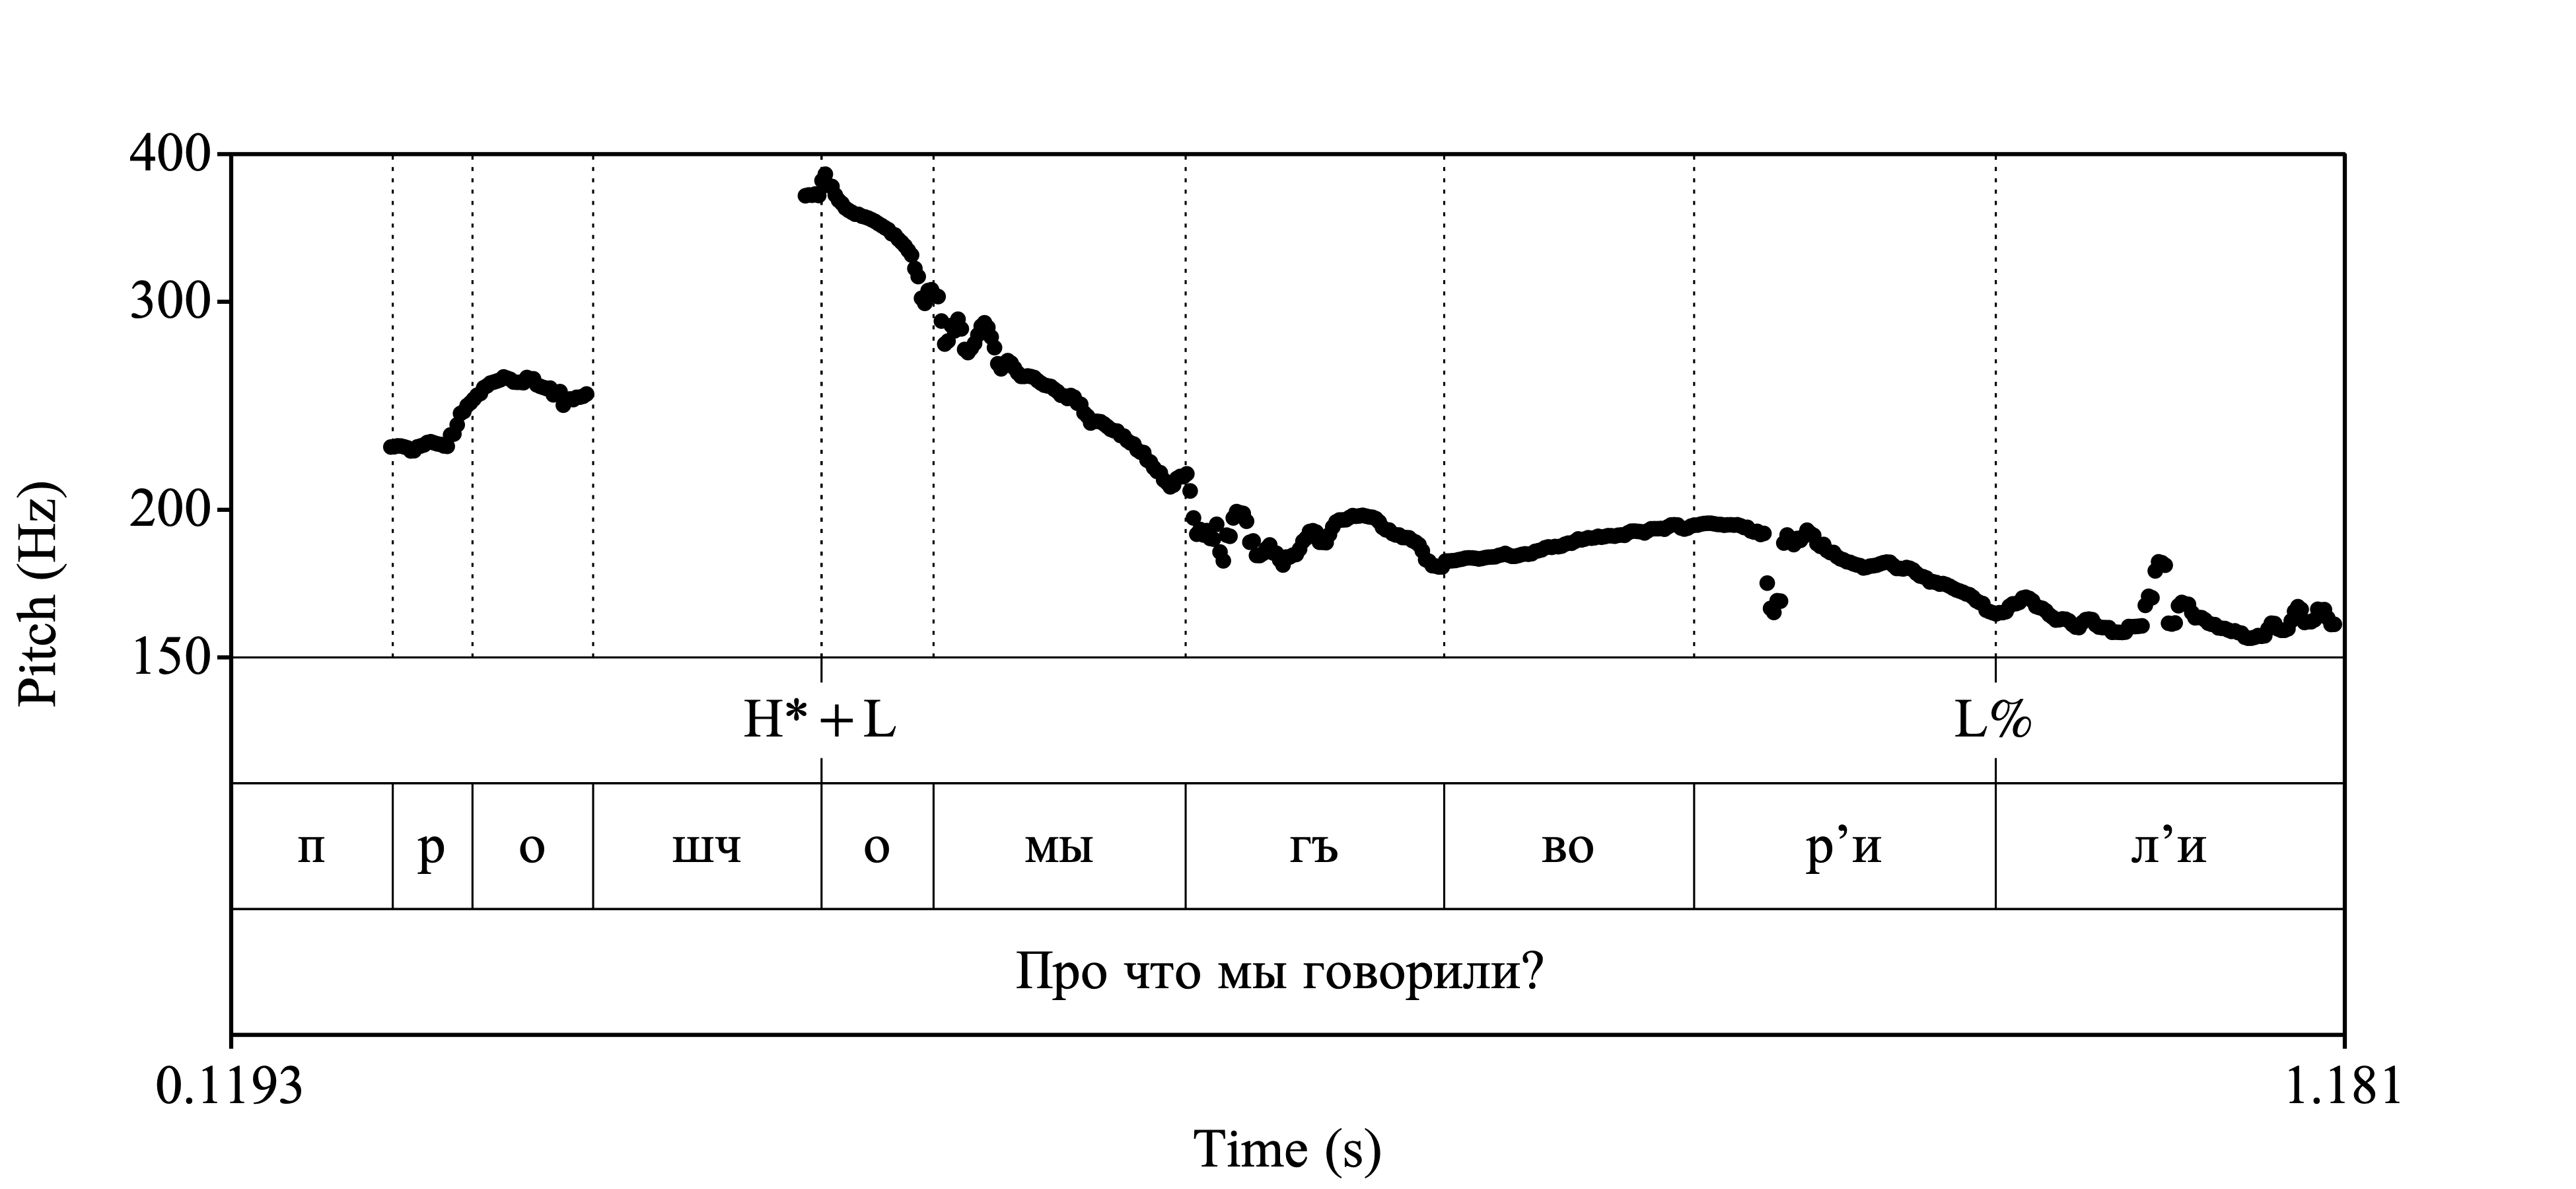 400
300
200
150
Pitch (Hz)
H* + L L%
п р о шч о мы гъ во р’и л’и
Про что мы говорили?
0.1193 1.181
Time (s)